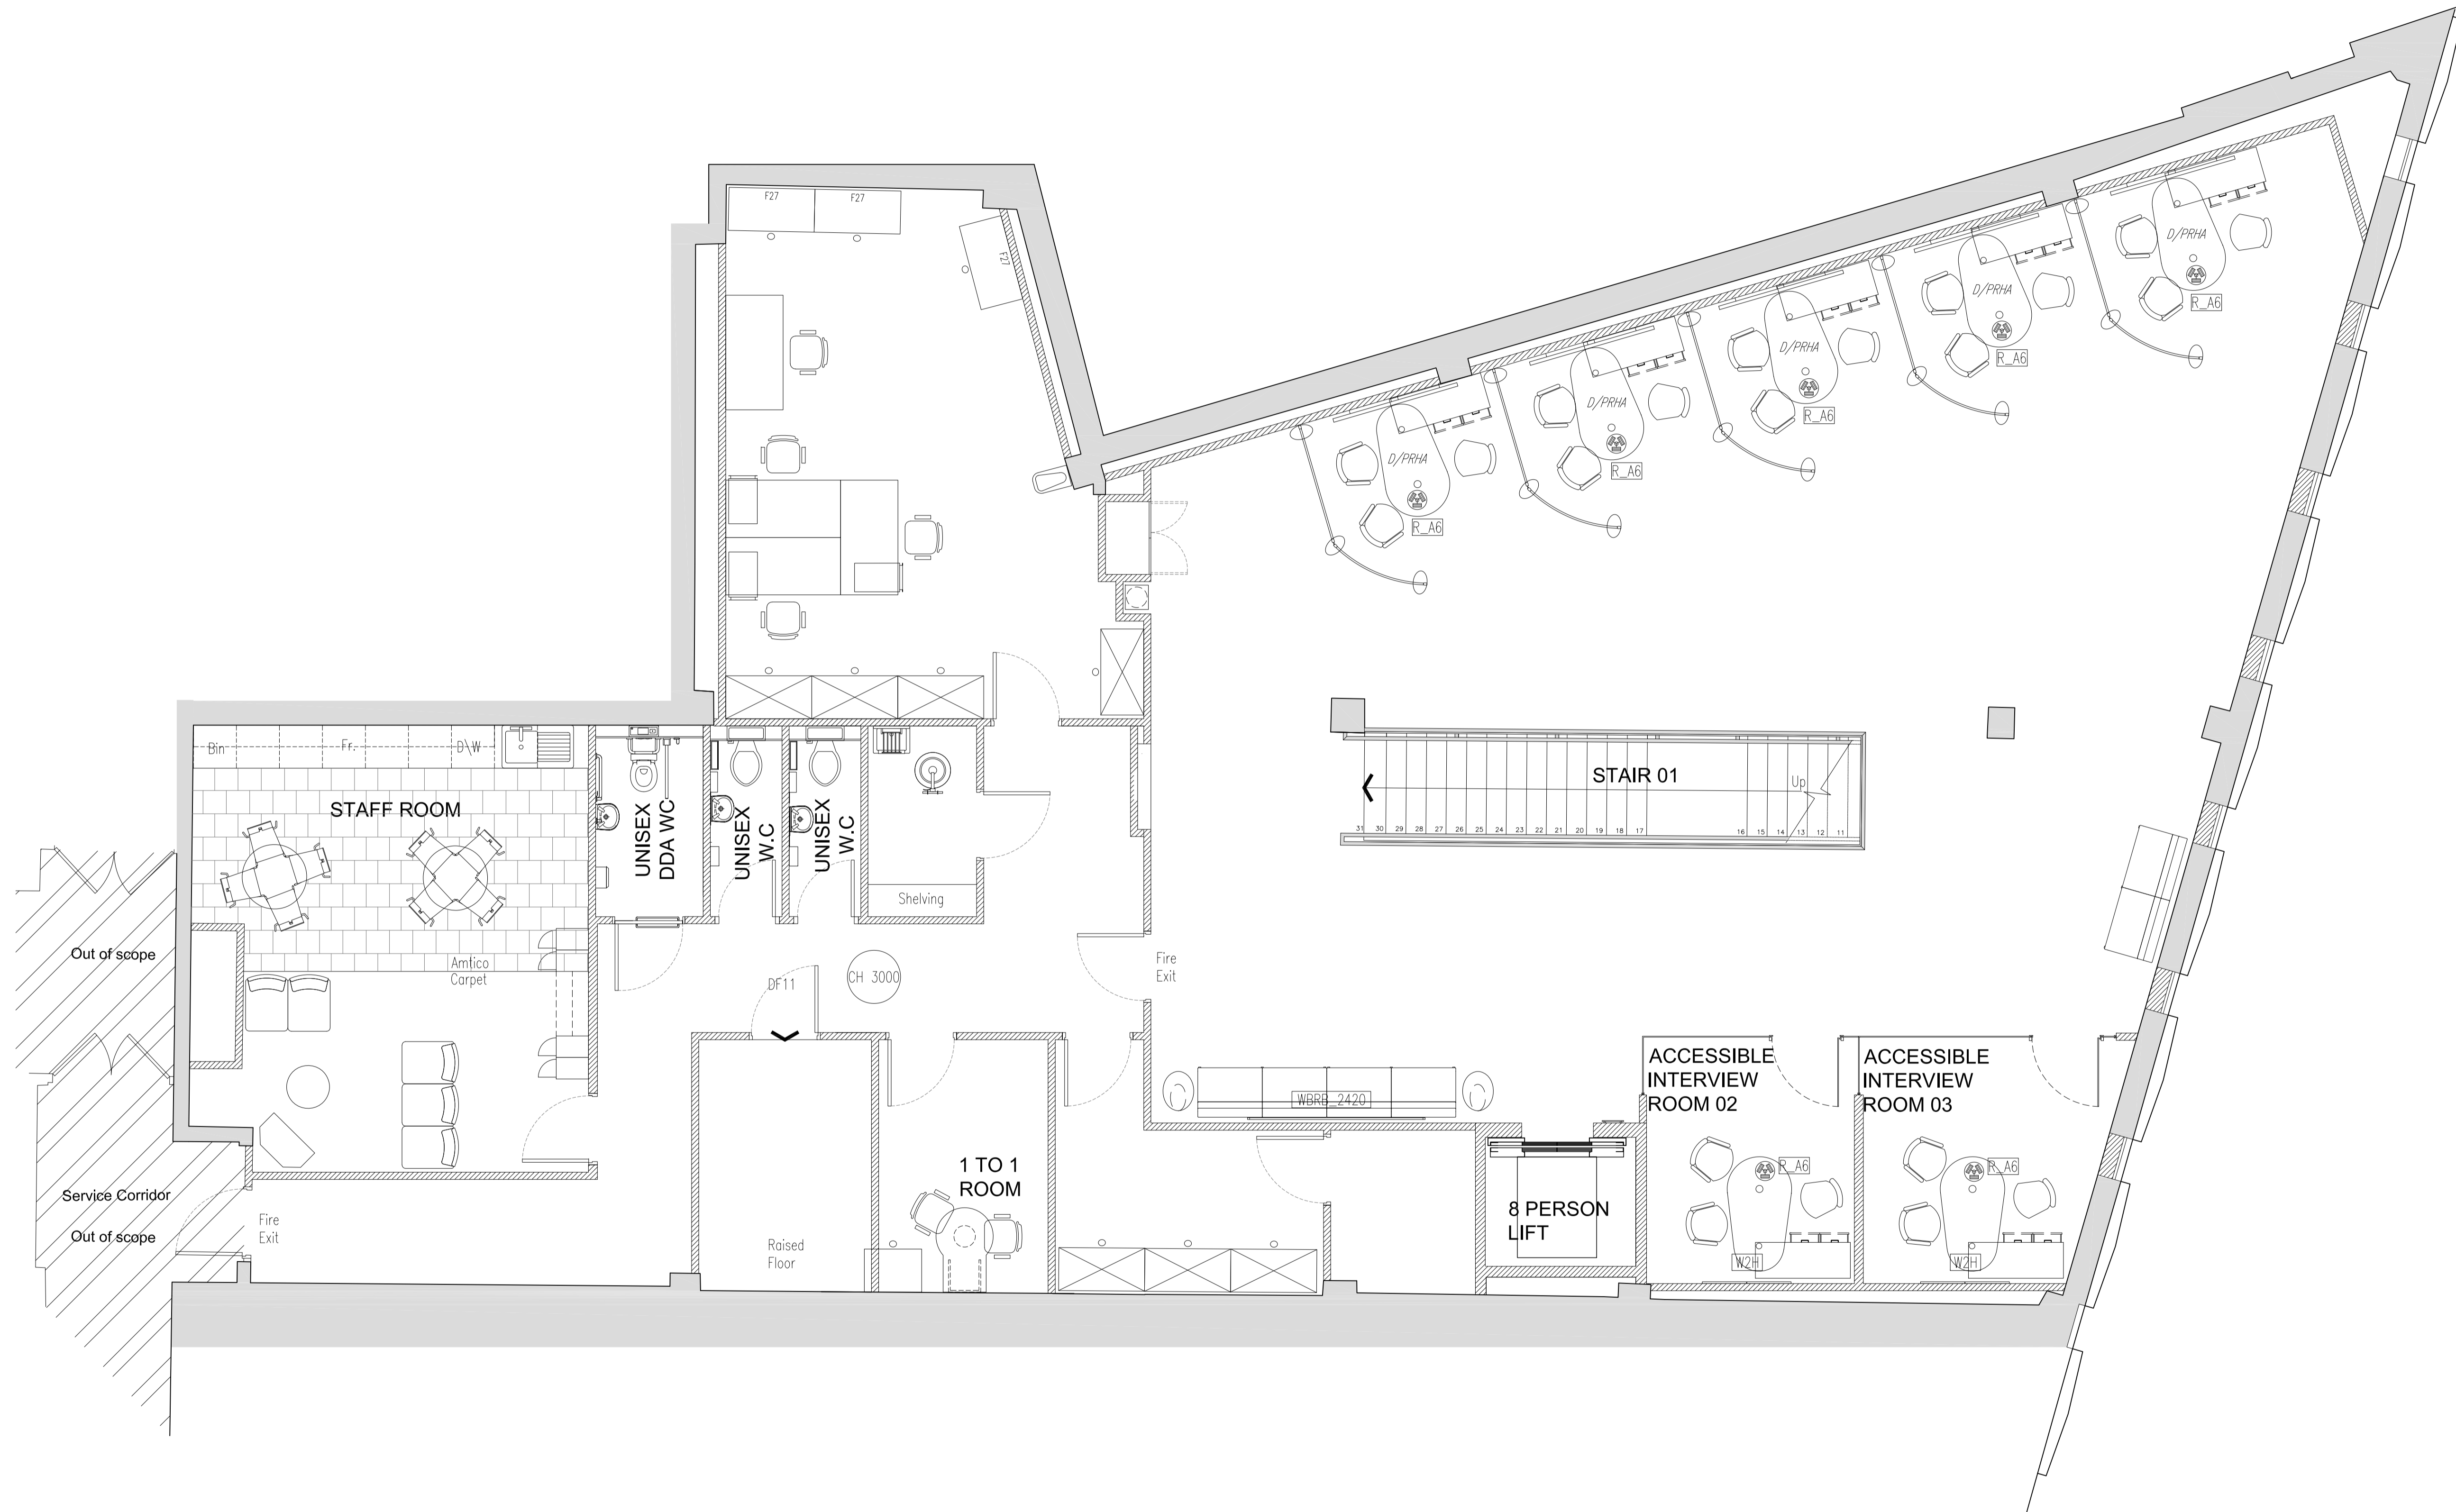 F27
F27
F27
D/PRHA
R_A6
D/PRHA
R_A6
D/PRHA
R_A6
D/PRHA
R_A6
D/PRHA
R_A6
Bin
Fr.
D\W
STAFF ROOM
UNISEX
DDA WC
UNISEX
W.C
UNISEX
W.C
Shelving
STAIR 01
Up
31 30 29 28 27 26 25 24 23 22 21 20 19 18 17 16 15 14 13 12 11
Out of scope
Amtico
Carpet
DF11
CH 3000
Fire
Exit
WBRB_2420
ACCESSIBLE
INTERVIEW
ROOM 02
ACCESSIBLE
INTERVIEW
ROOM 03
R_A6
R_A6
1 TO 1
ROOM
8 PERSON
LIFT
Service Corridor
Out of scope
Fire
Exit
Raised
Floor
W2H
W2H